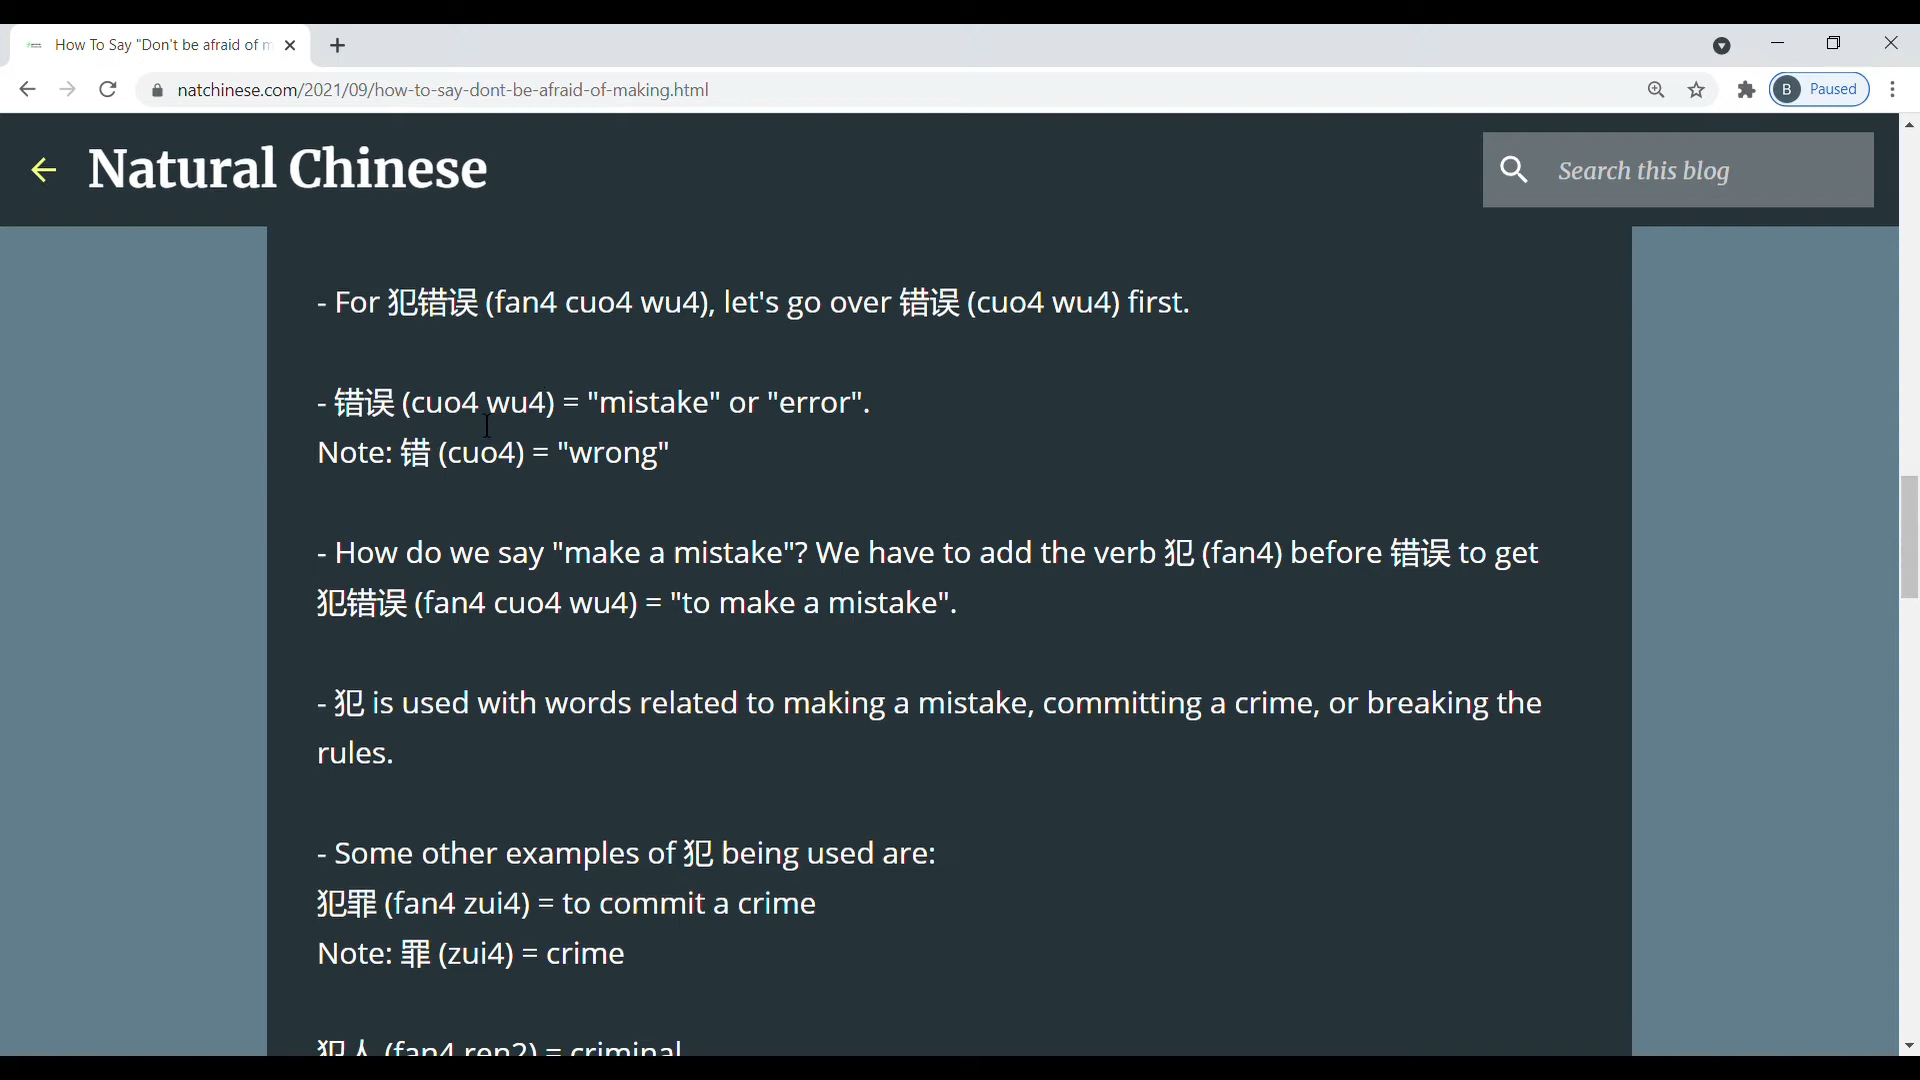 How To Say "Don't be afraid of m
natchinese.com/2021/09/how-to-say-dont-be-afraid-of-making.html
B Paused
Natural Chinese
Search this blog
- For 犯错误 (fan4 cuo4 wu4), let's go over 错误 (cuo4 wu4) first.
- 错误 (cuo4 wu4) = "mistake" or "error".
Note: 错 (cuo4) = "wrong"
- How do we say "make a mistake"? We have to add the verb 犯 (fan4) before 错误 to get
犯错误 (fan4 cuo4 wu4) = "to make a mistake".
- 犯 is used with words related to making a mistake, committing a crime, or breaking the
rules.
- Some other examples of 犯 being used are:
犯罪 (fan4 zui4) = to commit a crime
Note: 罪 (zui4) = crime
犯人 (fan4 ren2) = criminal